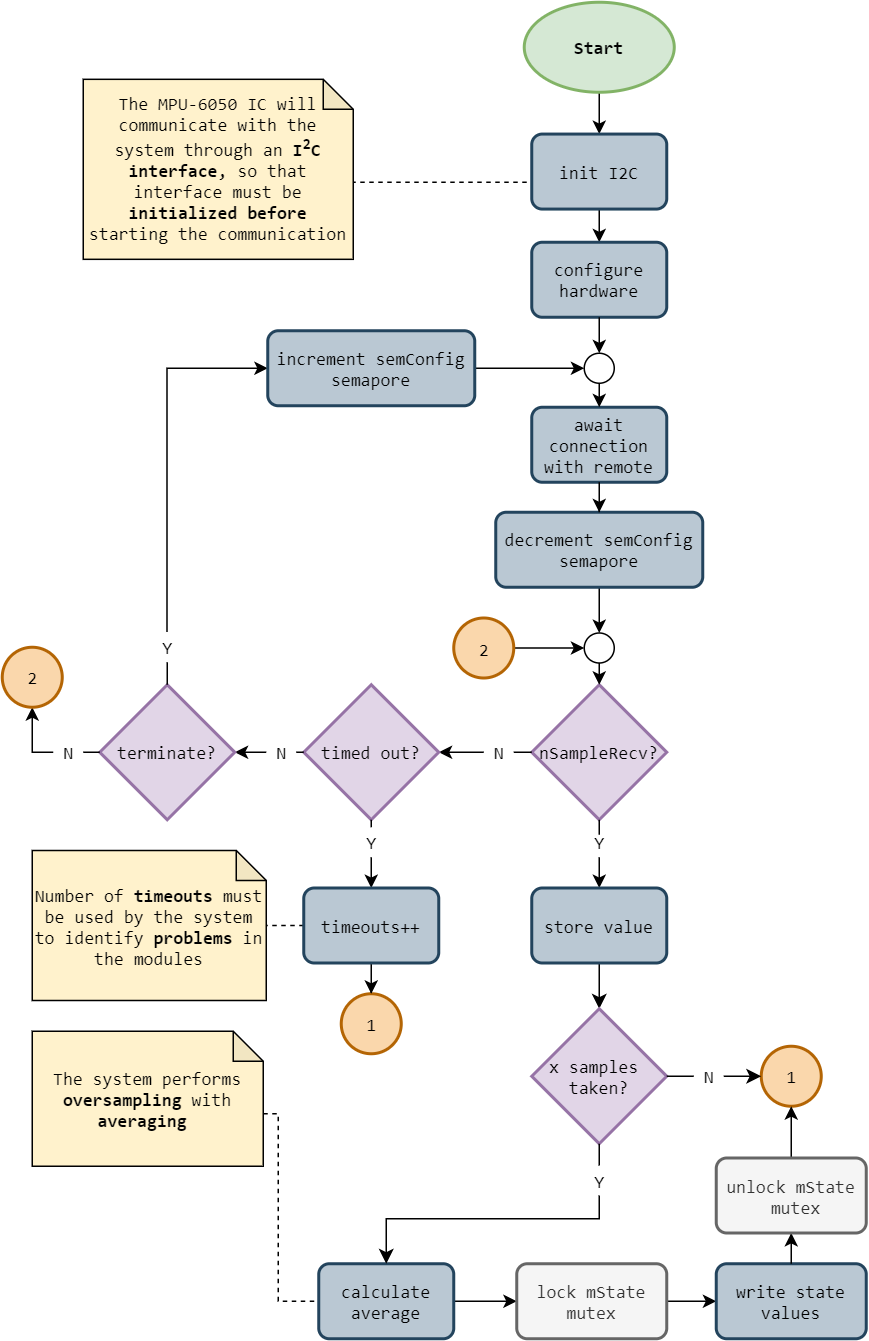 Start
The MPU-6050 IC will
communicate with the
system through an I²C
interface, so that
interface must be
initialized before
starting the communication
init I2C
configure
hardware
increment semConfig
semapore
await
connection
with remote
decrement semConfig
semapore
Y
2
2
terminate?
timed out?
nSampleRecv?
N
N
N
Y
Y
Number of timeouts must
be used by the system
to identify problems in
the modules
timeouts++
store value
1
The system performs
oversampling with
averaging
x samples
taken?
N
1
Y
unlock mState
mutex
calculate
average
lock mState
mutex
write state
values